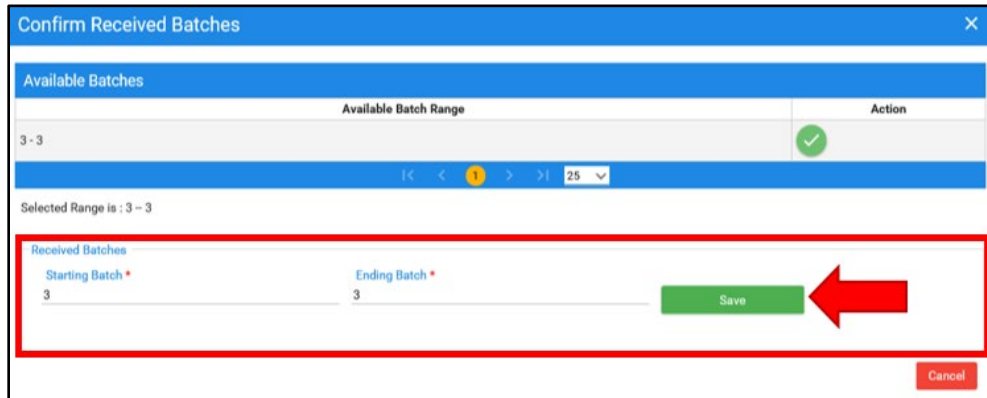 Confirm Received Batches
Available Batches
Available Batch Range Action
3 - 3
1 25
Selected Range is : 3 – 3
Received Batches
Starting Batch * Ending Batch *
3 3 Save
Cancel